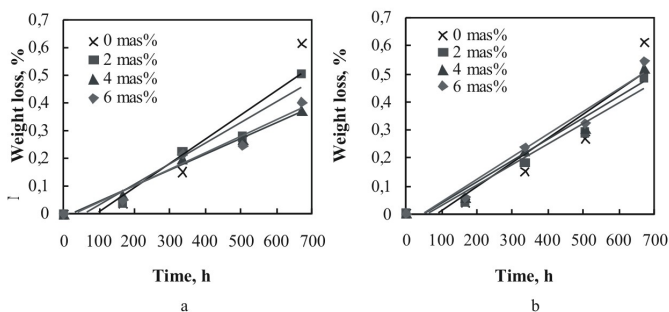 0,7
0,6
0,5
0,4
0,3
0,2
0,1
0
Weight loss, %
0 mas%
2 mas%
4 mas%
6 mas%
0 100 200 300 400 500 600 700
Time, h
a
0,7
0,6
0,5
0,4
0,3
0,2
0,1
0
Weight loss, %
0 mas%
2 mas%
4 mas%
6 mas%
0 100 200 300 400 500 600 700
Time, h
b